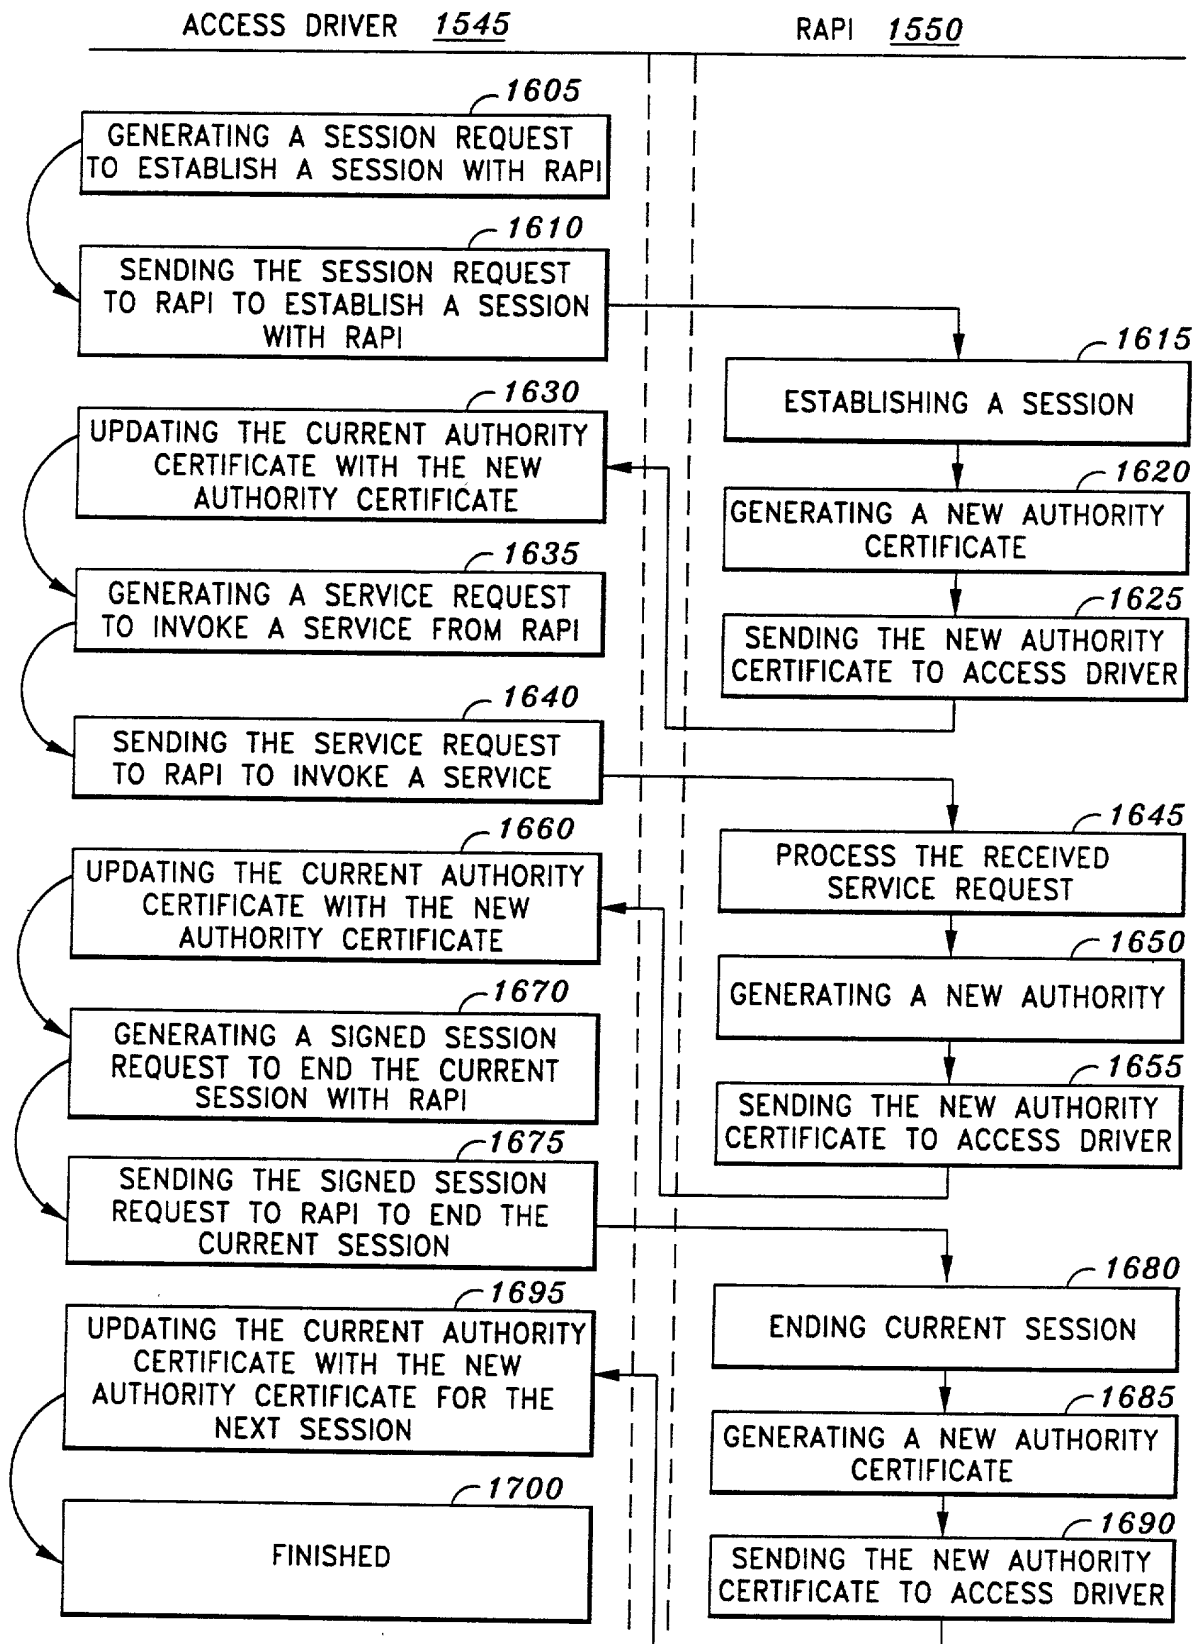 ACCESS DRIVER 1545
RAPI 1550
1605
GENERATING A SESSION REQUEST
TO ESTABLISH A SESSION WITH RAPI
1610
SENDING THE SESSION REQUEST
TO RAPI TO ESTABLISH A SESSION
WITH RAPI
1615
ESTABLISHING A SESSION
1620
GENERATING A NEW AUTHORITY
CERTIFICATE
1625
SENDING THE NEW AUTHORITY
CERTIFICATE TO ACCESS DRIVER
1630
UPDATING THE CURRENT AUTHORITY
CERTIFICATE WITH THE NEW
AUTHORITY CERTIFICATE
1635
GENERATING A SERVICE REQUEST
TO INVOKE A SERVICE FROM RAPI
1640
SENDING THE SERVICE REQUEST
TO RAPI TO INVOKE A SERVICE
1645
PROCESS THE RECEIVED
SERVICE REQUEST
1650
GENERATING A NEW AUTHORITY
1655
SENDING THE NEW AUTHORITY
CERTIFICATE TO ACCESS DRIVER
1660
UPDATING THE CURRENT AUTHORITY
CERTIFICATE WITH THE NEW
AUTHORITY CERTIFICATE
1670
GENERATING A SIGNED SESSION
REQUEST TO END THE CURRENT
SESSION WITH RAPI
1675
SENDING THE SIGNED SESSION
REQUEST TO RAPI TO END THE
CURRENT SESSION
1680
ENDING CURRENT SESSION
1685
GENERATING A NEW AUTHORITY
CERTIFICATE
1690
SENDING THE NEW AUTHORITY
CERTIFICATE TO ACCESS DRIVER
1695
UPDATING THE CURRENT AUTHORITY
CERTIFICATE WITH THE NEW
AUTHORITY CERTIFICATE FOR THE
NEXT SESSION
1700
FINISHED